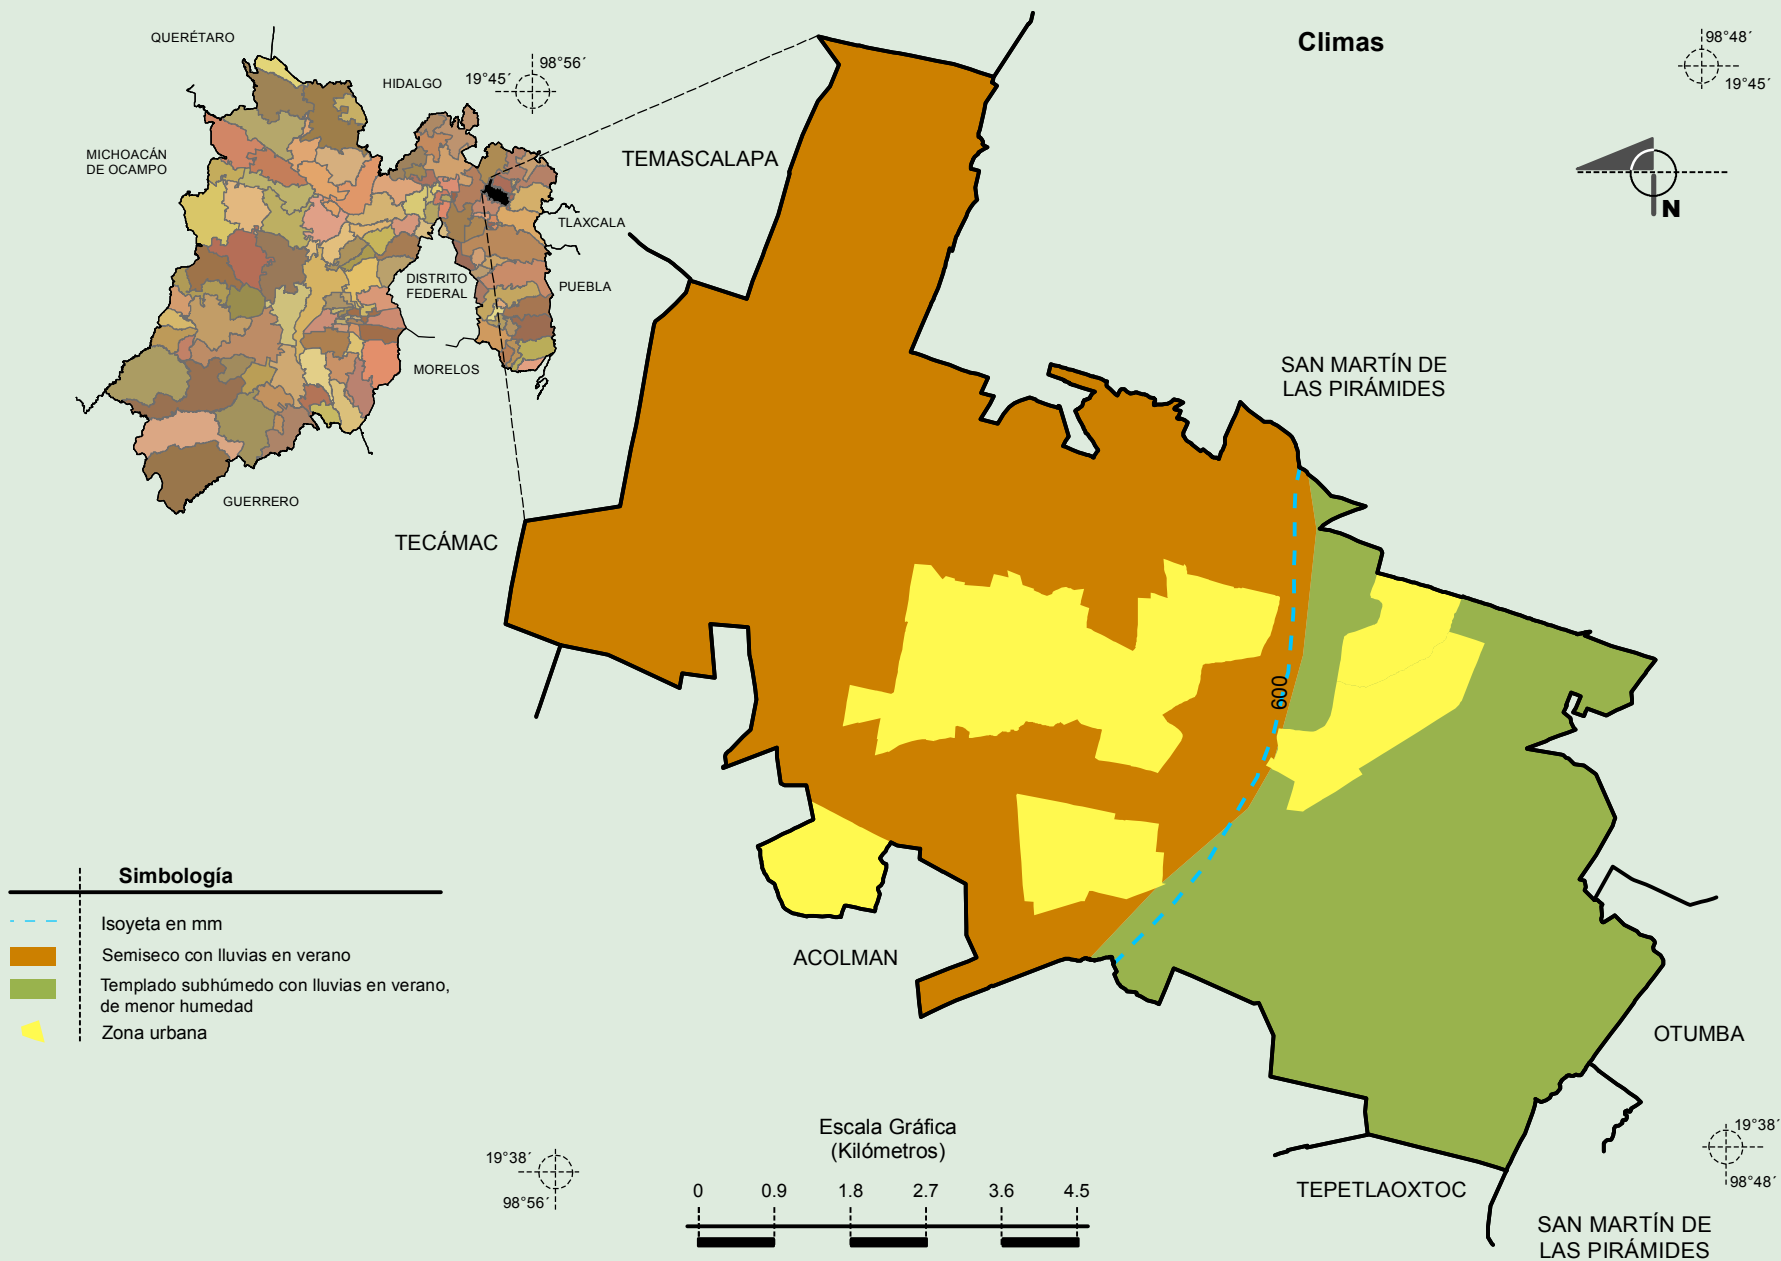 Climas
QUERÉTARO
HIDALGO
19°45´
98°56´
98°48´
19°45´
MICHOACÁN
DE OCAMPO
TLAXCALA
DISTRITO
FEDERAL
PUEBLA
MORELOS
GUERRERO
N
TEMASCALAPA
SAN MARTÍN DE
LAS PIRÁMIDES
TECÁMAC
600
Simbología
Isoyeta en mm
Semiseco con lluvias en verano
Templado subhúmedo con lluvias en verano,
de menor humedad
Zona urbana
ACOLMAN
OTUMBA
Escala Gráfica
(Kilómetros)
0 0.9 1.8 2.7 3.6 4.5
19°38´
98°56´
19°38´
98°48´
TEPETLAOXTOC
SAN MARTÍN DE
LAS PIRÁMIDES